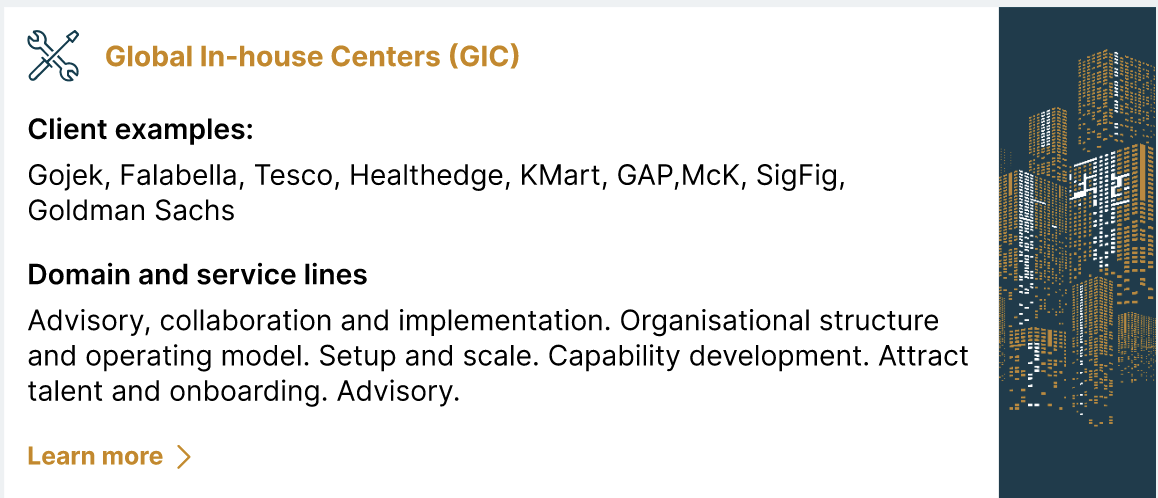 Global In-house Centers (GIC)
Client examples:
Gojek, Falabella, Tesco, Healthedge, KMart, GAP,McK, SigFig,
Goldman Sachs
Domain and service lines
Advisory, collaboration and implementation. Organisational structure
and operating model. Setup and scale. Capability development. Attract
talent and onboarding. Advisory.
Learn more